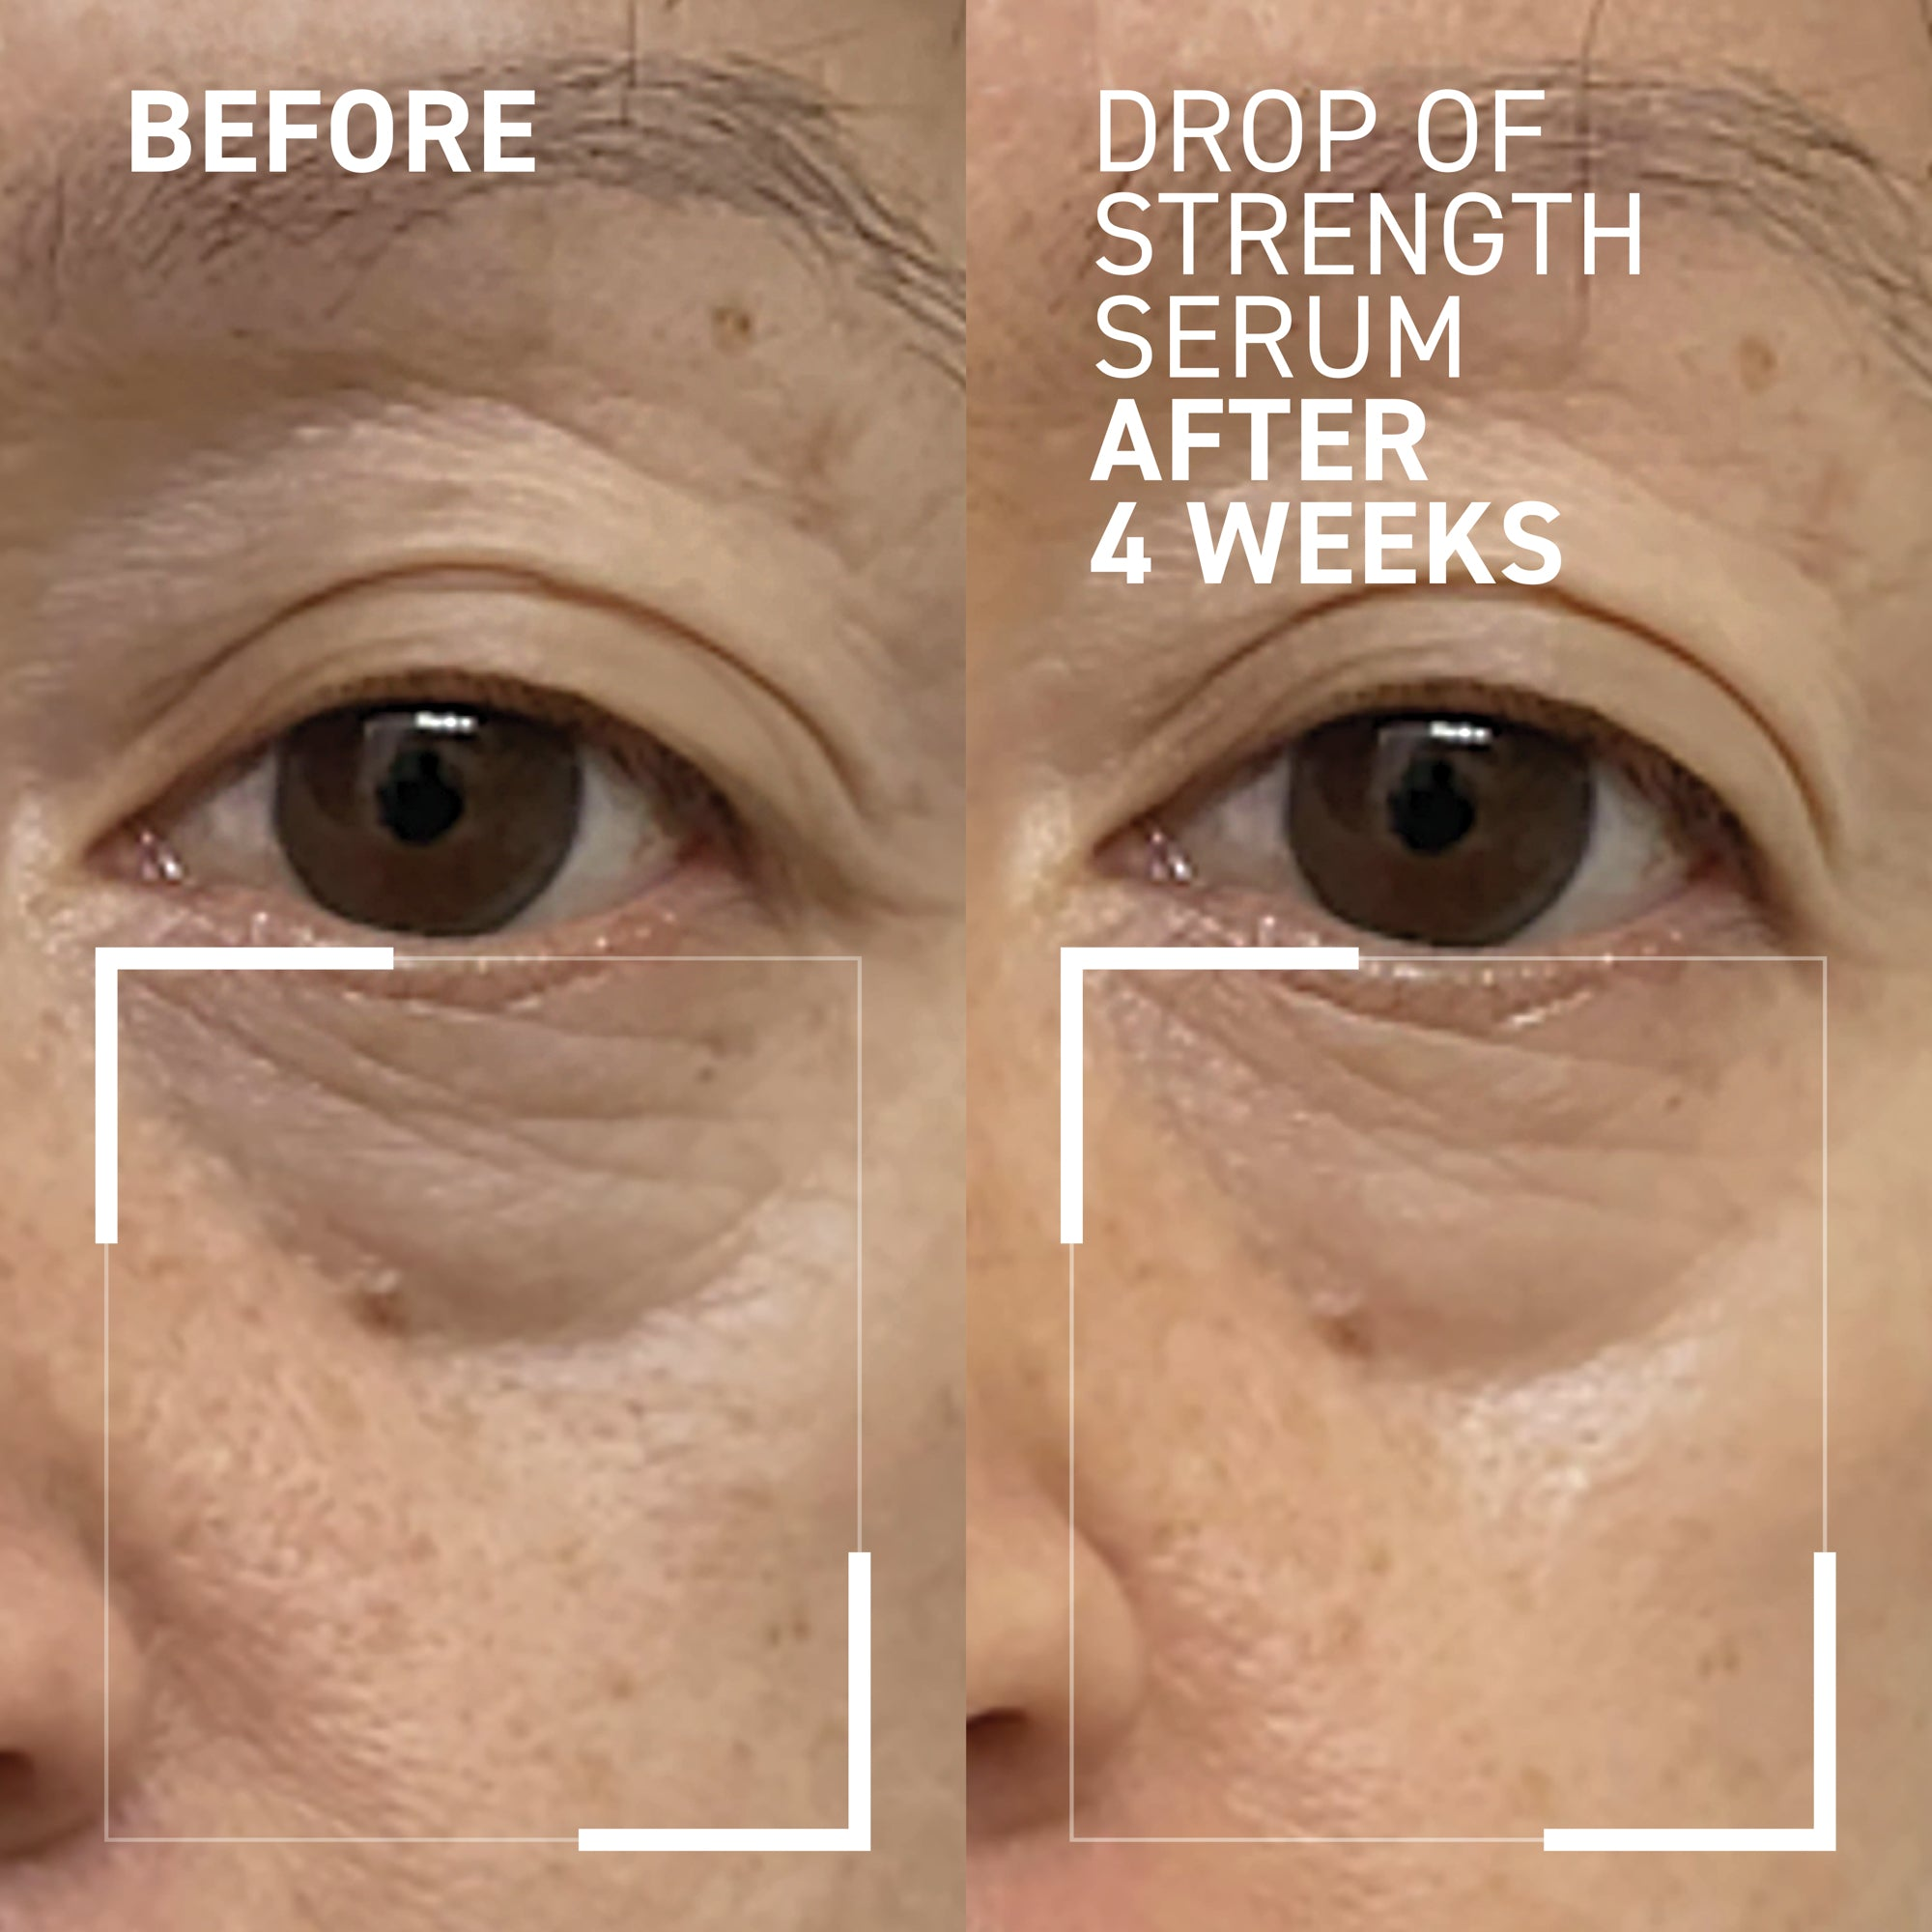 BEFORE
DROP OF
STRENGTH
SERUM
AFTER
4 WEEKS